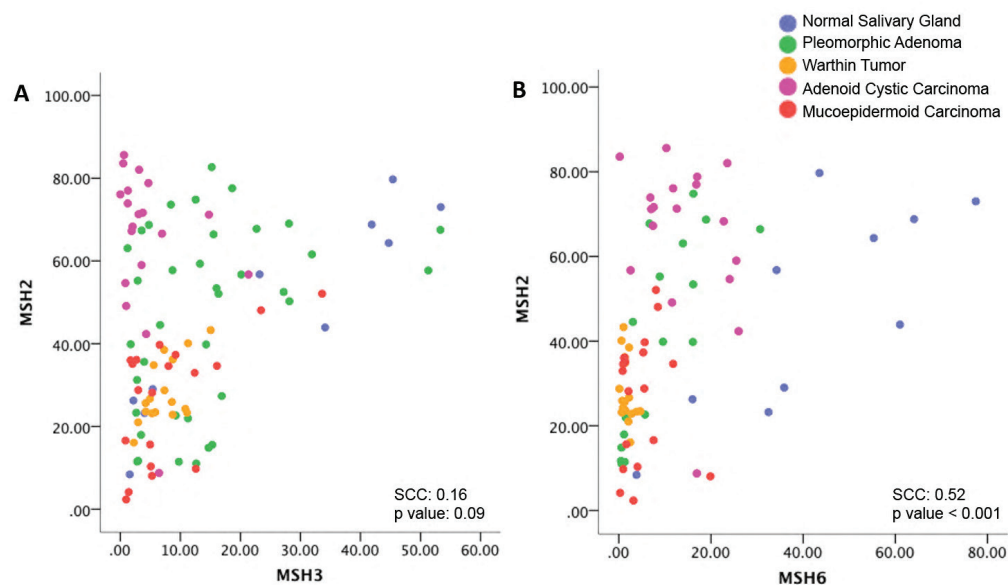 Normal Salivary Gland
Pleomorphic Adenoma
Warthin Tumor
Adenoid Cystic Carcinoma
Mucoepidermoid Carcinoma
A
100.00
80.00
60.00
40.00
20.00
.00
MSH2
SCC: 0.16
p value: 0.09
.00 10.00 20.00 30.00 40.00 50.00 60.00
MSH3
B
100.00
80.00
60.00
40.00
20.00
.00
MSH2
SCC: 0.52
p value < 0.001
.00 20.00 40.00 60.00 80.00
MSH6